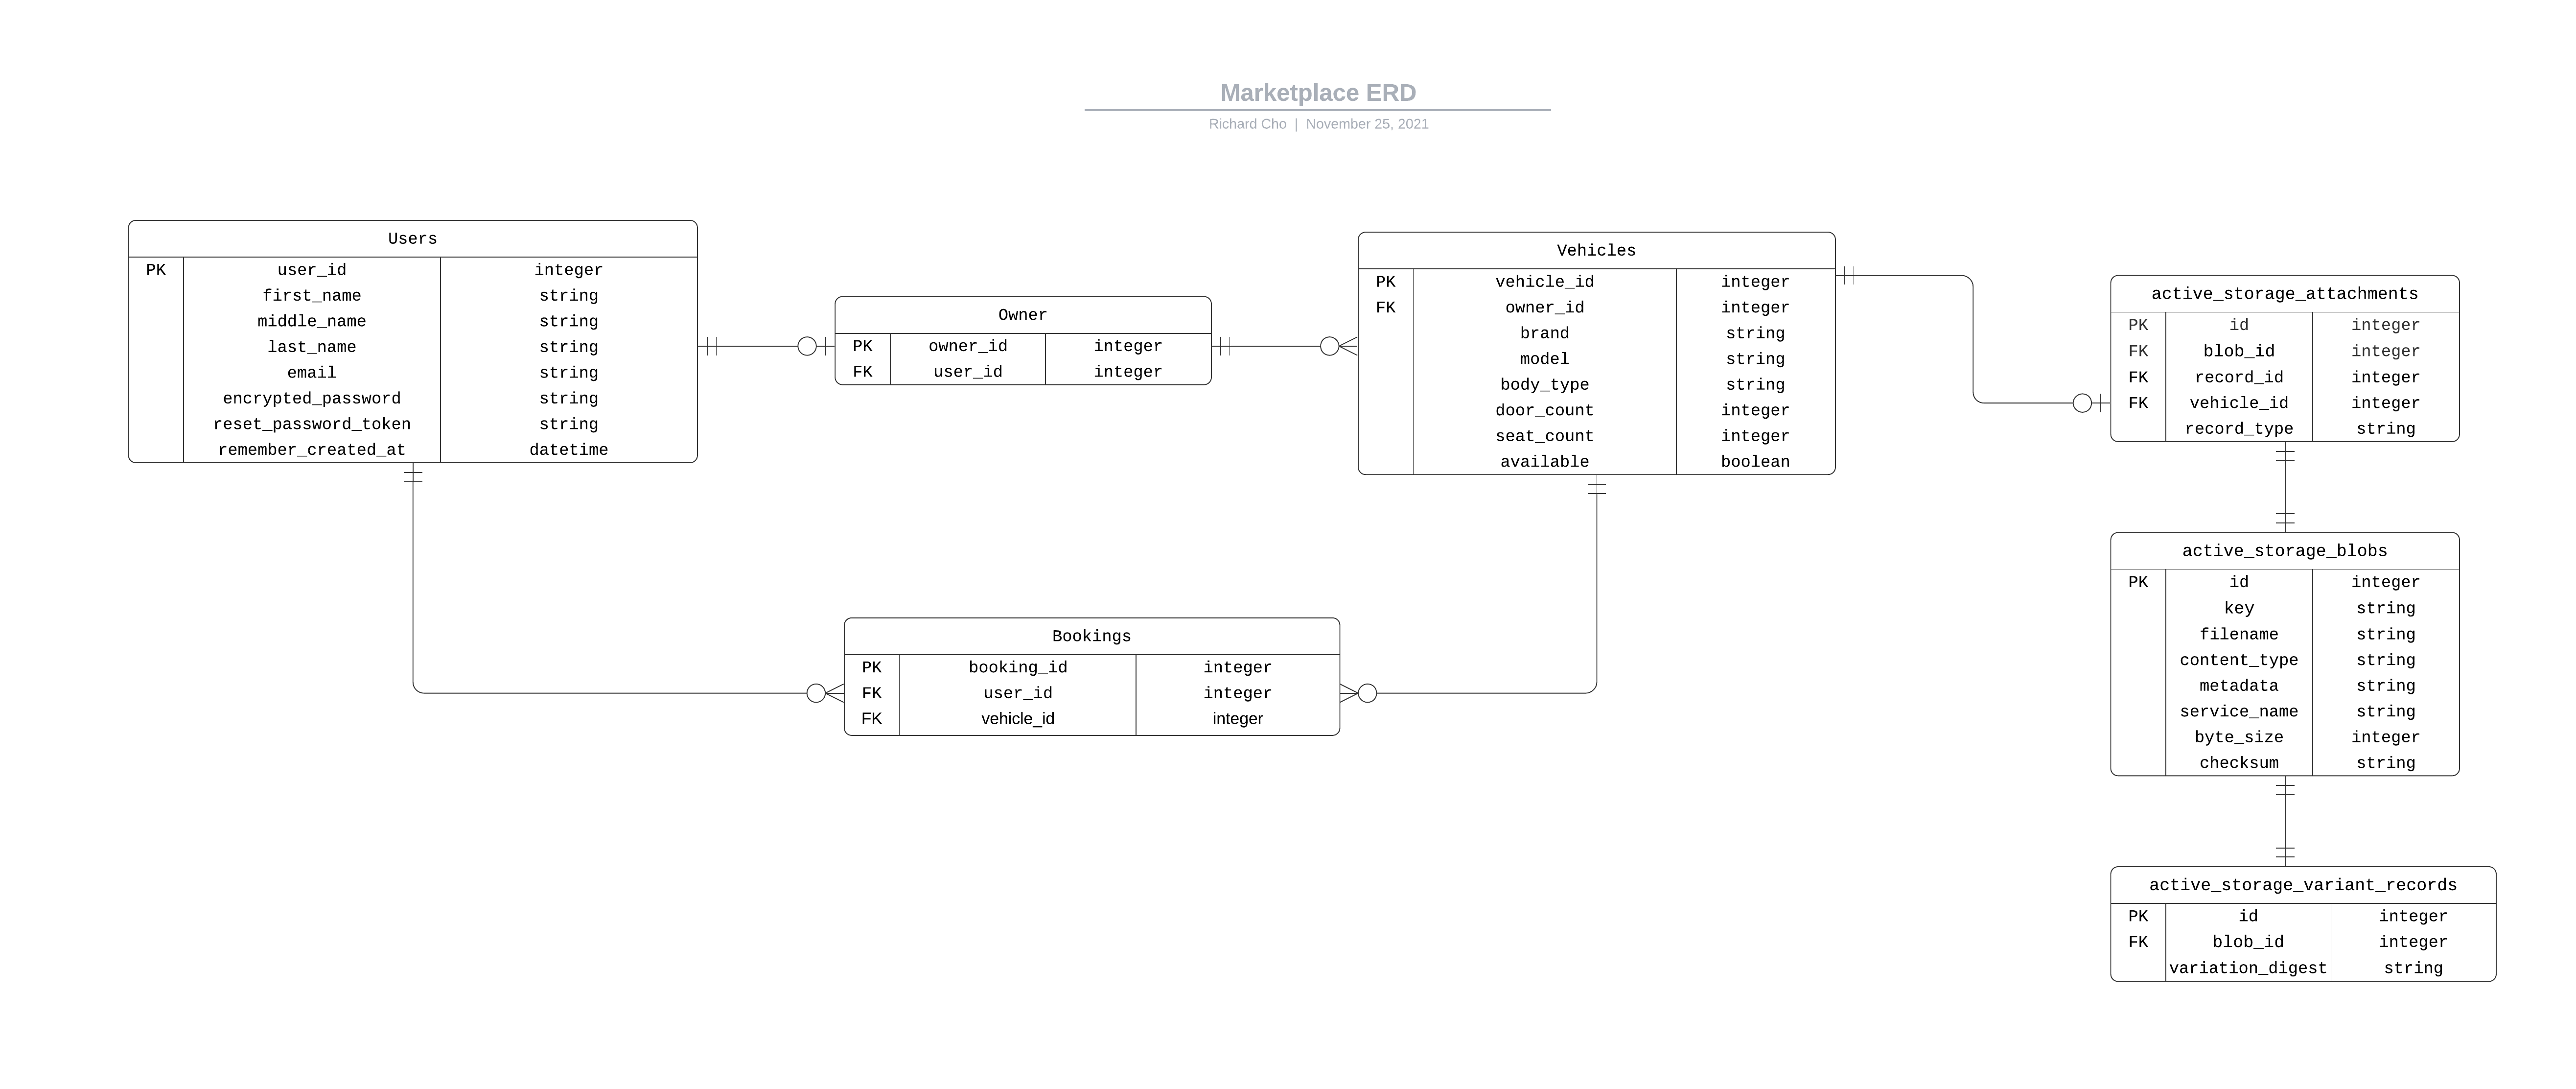 Marketplace ERD
Richard Cho | November 25, 2021
Users
PK user_id integer
first_name string
middle_name string
last_name string
email string
encrypted_password string
reset_password_token string
remember_created_at datetime
Owner
PK owner_id integer
FK user_id integer
Vehicles
PK vehicle_id integer
FK owner_id integer
brand string
model string
body_type string
door_count integer
seat_count integer
available boolean
active_storage_attachments
PK id integer
FK blob_id integer
FK record_id integer
FK vehicle_id integer
record_type string
Bookings
PK booking_id integer
FK user_id integer
FK vehicle_id integer
active_storage_blobs
PK id integer
key string
filename string
content_type string
metadata string
service_name string
byte_size integer
checksum string
active_storage_variant_records
PK id integer
FK blob_id integer
variation_digest string